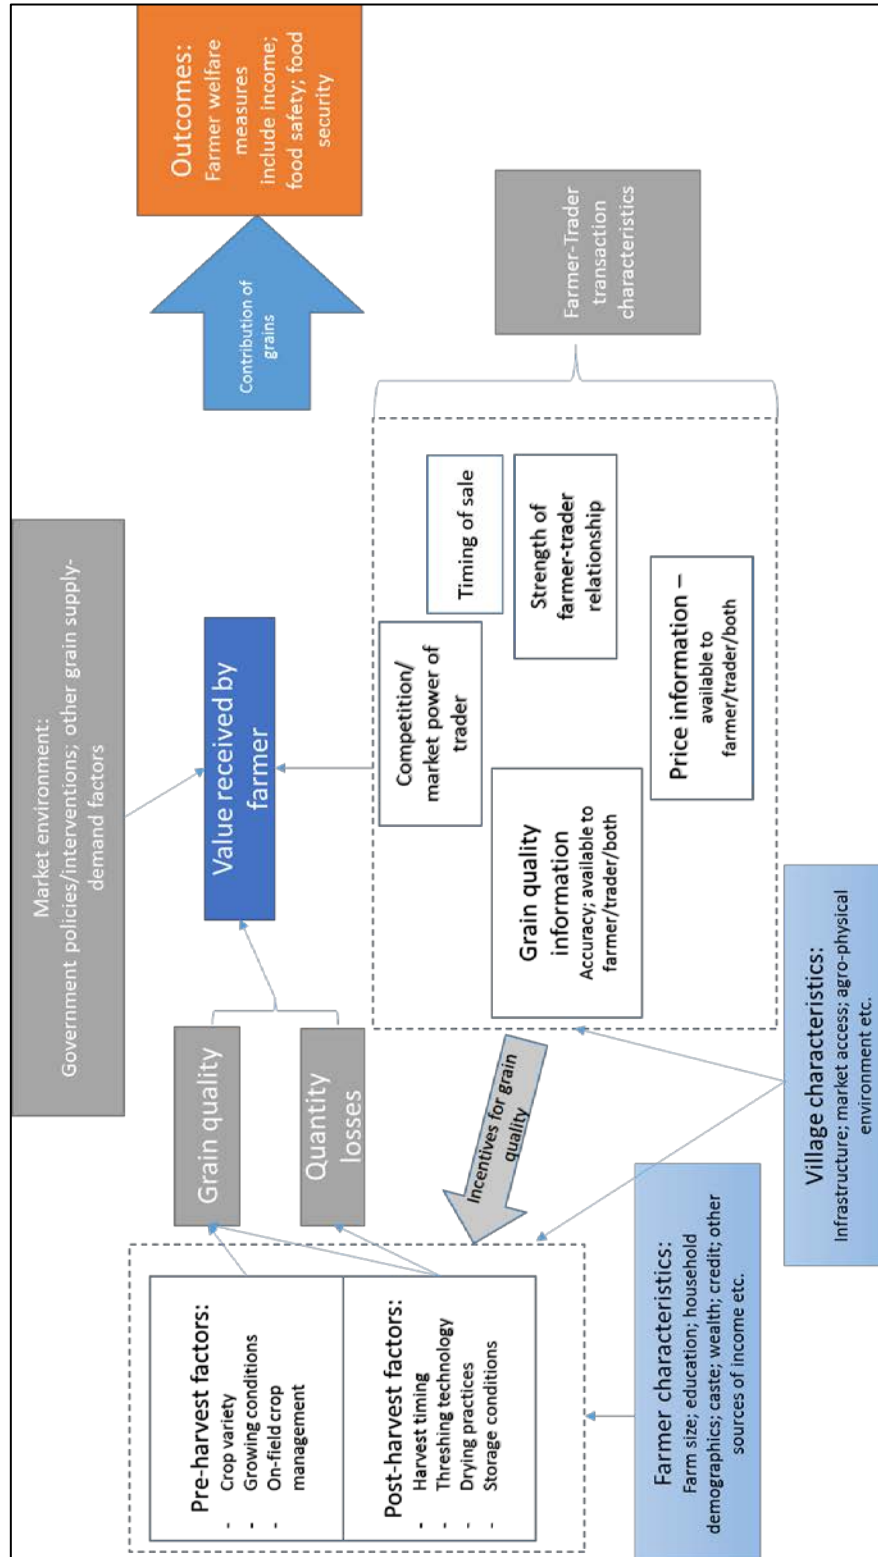 Market environment:
Government policies/interventions; other grain supply-
demand factors
Outcomes:
Farmer welfare
measures
include income;
food safety; food
security
Contribution of
grains
Pre-harvest factors:
- Crop variety
- Growing conditions
- On-field crop
management
Post-harvest factors:
- Harvest timing
- Threshing technology
- Drying practices
- Storage conditions
Grain quality
Quantity
losses
Value received by
farmer
Incentives for grain
quality
Competition/
market power of
trader
Timing of sale
Grain quality
information
Accuracy; available to
farmer/trader/both
Strength of
farmer-trader
relationship
Price information –
available to
farmer/trader/both
Farmer-Trader
transaction
characteristics
Farmer characteristics:
Farm size; education; household
demographics; caste; wealth; credit; other
sources of income etc.
Village characteristics:
Infrastructure; market access; agro-physical
environment etc.